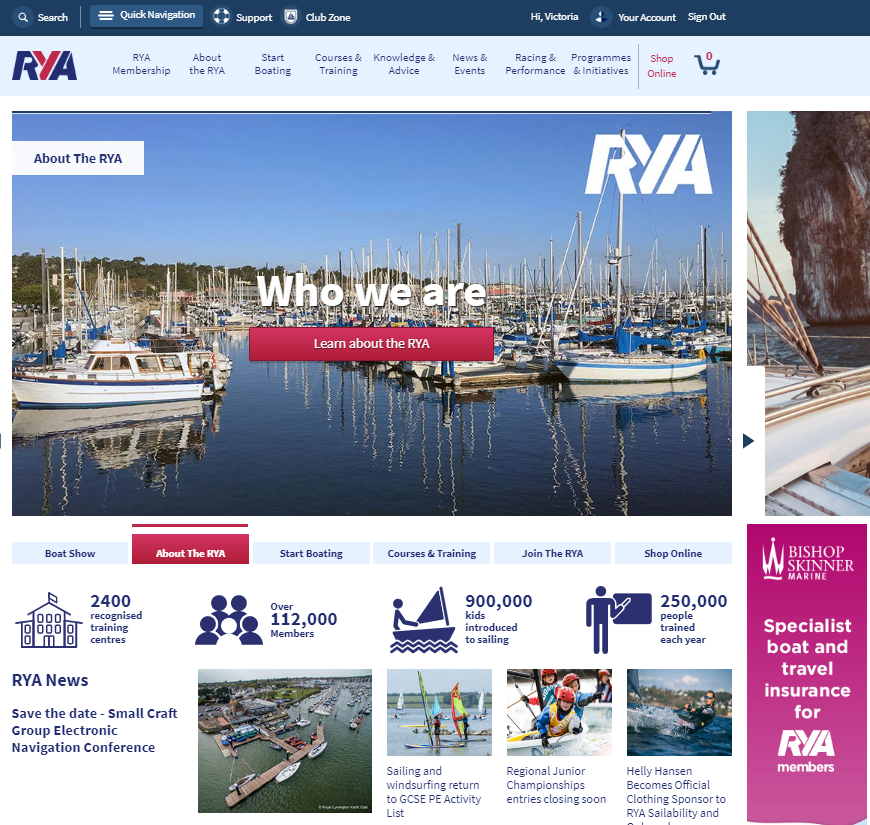 Search
Quick Navigation
Support
Club Zone
Hi, Victoria
Your Account
Sign Out
RYA
RYA
Membership
About
the RYA
Start
Boating
Courses &
Training
Knowledge &
Advice
News &
Events
Racing &
Performance
Programmes
& Initiatives
Shop
Online
0
About The RYA
RYA
Who we are
Learn about the RYA
Boat Show
About The RYA
Start Boating
Courses & Training
Join The RYA
Shop Online
2400
recognised
training
centres
Over
112,000
Members
900,000
kids
introduced
to sailing
250,000
people
trained
each year
BISHOP
SKINNER
MARINE
Specialist
boat and
travel
insurance
for
RYA
members
RYA News
Save the date - Small Craft
Group Electronic
Navigation Conference
© Royal Lymington Yacht Club
Sailing and
windsurfing return
to GCSE PE Activity
List
Regional Junior
Championships
entries closing soon
Helly Hansen
Becomes Official
Clothing Sponsor to
RYA Sailability and